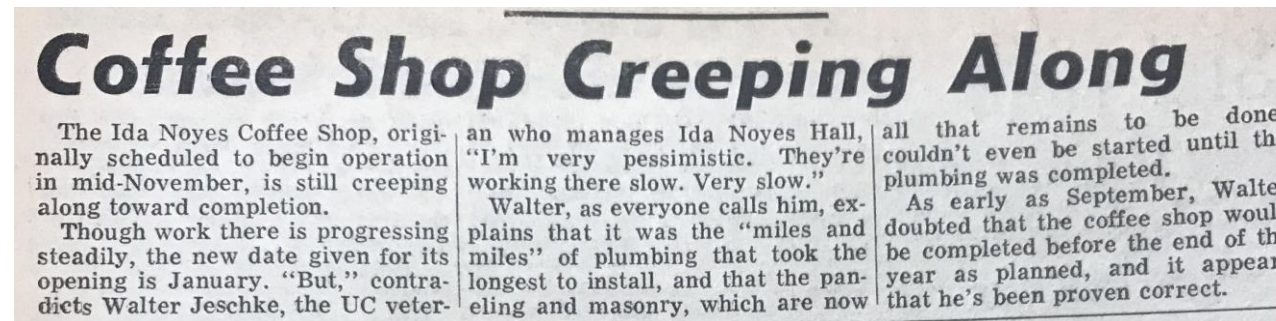 Coffee Shop Creeping Along
The Ida Noyes Coffee Shop, origi-
nally scheduled to begin operation
in mid-November, is still creeping
along toward completion.
Though work there is progressing
steadily, the new date given for its
opening is January. "But," contra-
dicts Walter Jeschke, the UC veter-
an who manages Ida Noyes Hall,
"I'm very pessimistic. They're
working there slow. Very slow."
Walter, as everyone calls him, ex-
plains that it was the "miles and
miles" of plumbing that took the
longest to install, and that the pan-
eling and masonry, which are now
all that remains to be done
couldn't even be started until th
plumbing was completed.
As early as September, Walte
doubted that the coffee shop woul
be completed before the end of th
year as planned, and it appear
that he's been proven correct.